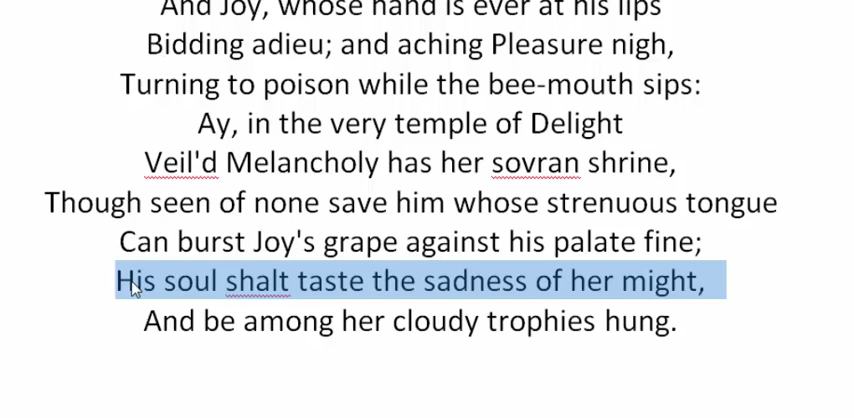 And Joy, whose hand is ever at his lips
Bidding adieu; and aching Pleasure nigh,
Turning to poison while the bee-mouth sips:
Ay, in the very temple of Delight
Veil'd Melancholy has her sovran shrine,
Though seen of none save him whose strenuous tongue
Can burst Joy's grape against his palate fine;
His soul shalt taste the sadness of her might,
And be among her cloudy trophies hung.